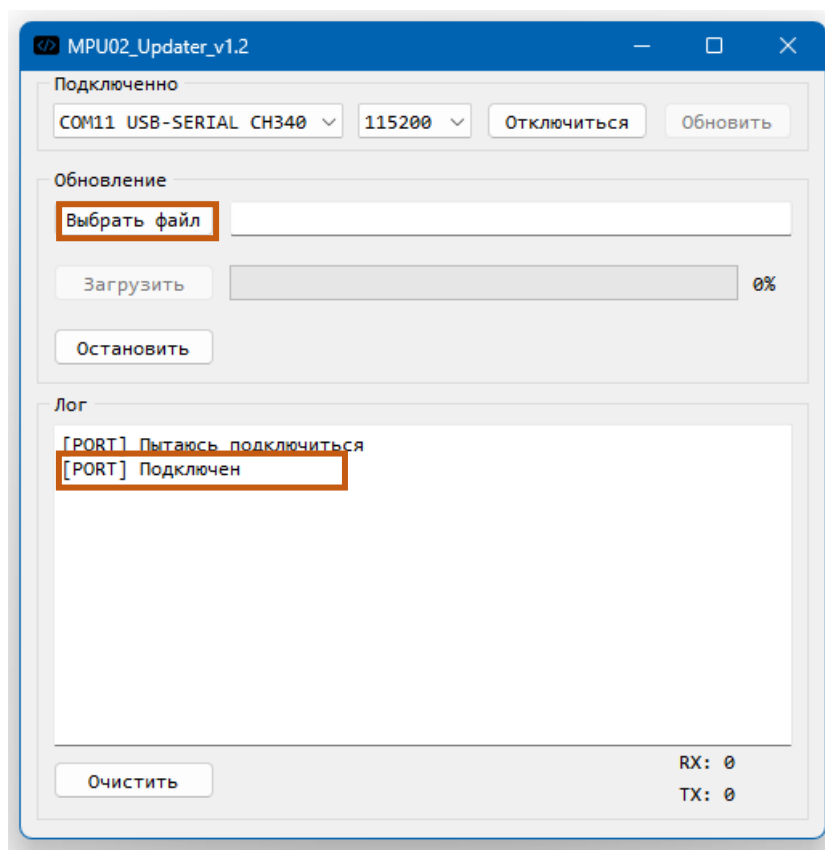 MPU02_Updater_v1.2
Подключенно
COM11 USB-SERIAL CH340 115200 Отключиться Обновить
Обновление
Выбрать файл
Загрузить 0%
Остановить
Лог
[PORT] Пытаюсь подключиться
[PORT] Подключен
RX: 0
Очистить
TX: 0